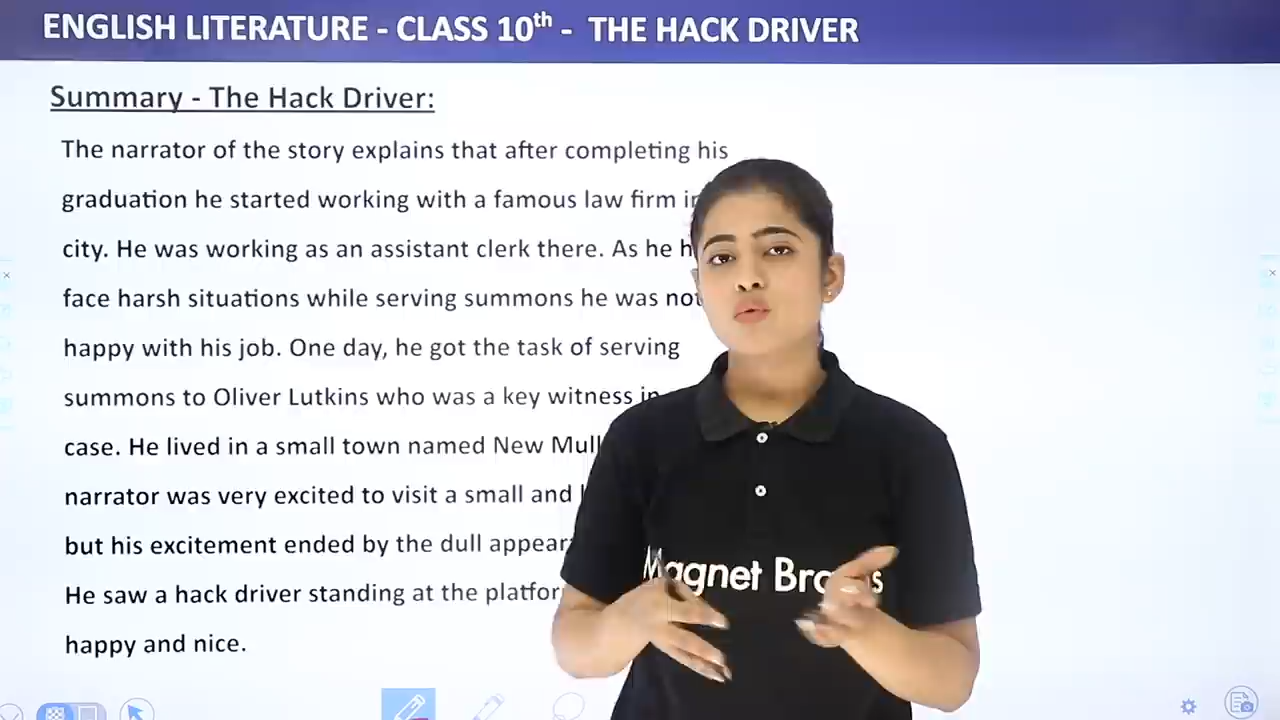 ENGLISH LITERATURE - CLASS 10th - THE HACK DRIVER
Summary - The Hack Driver:
The narrator of the story explains that after completing his
graduation he started working with a famous law firm
city. He was working as an assistant clerk there. As he
face harsh situations while serving summons he was not
happy with his job. One day, he got the task of serving
summons to Oliver Lutkins who was a key witness in
case. He lived in a small town named New
narrator was very excited to visit a small and
but his excitement ended by the dull
He saw a hack driver standing at the
happy and nice.
Magnet